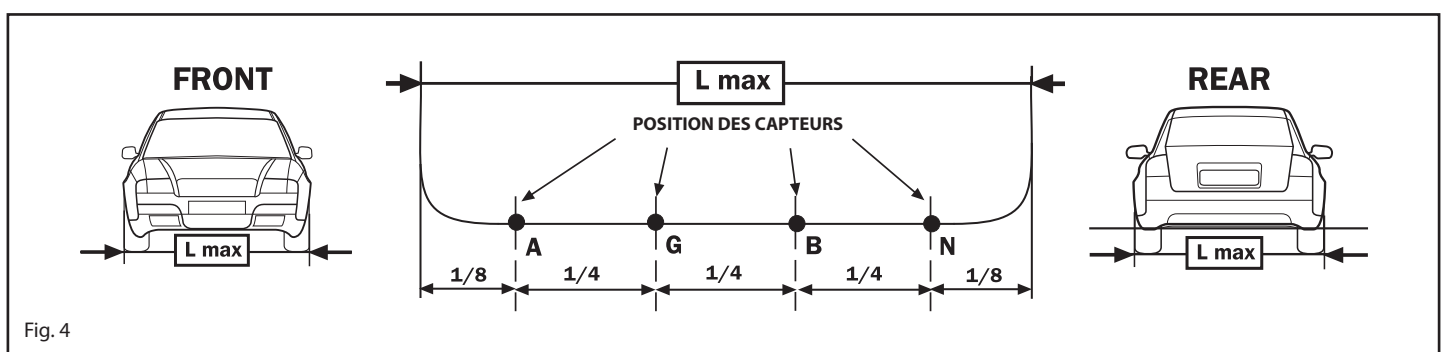 FRONT
L max
L max
POSITION DES CAPTEURS
A G B N
1/8 1/4 1/4 1/4 1/8
REAR
L max
Fig. 4